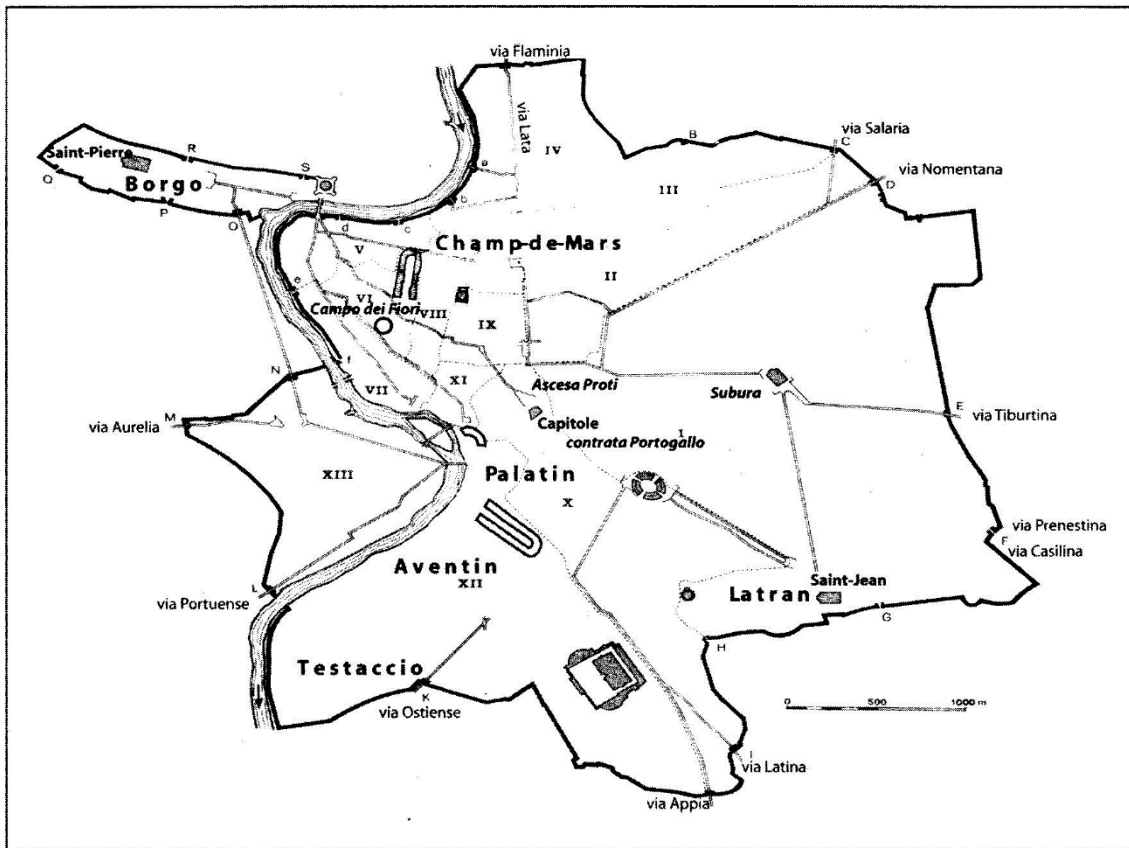 via Flaminia
via Lata
IV
B
via Salaria
C
Saint-Pierre
R
S
a
via Nomentana
D
Q
Borgo
III
P
O
b
d
c
Champ-de-Mars
V
II
e
VI
Campo dei Fiori
VIII
IX
f
N
VII
XI
Ascesa Proti
Subura
M
via Aurelia
Capitole
E
via Tiburtina
contrata Portogallo
I
XIII
Palatin
X
via Prenestina
F
via Casilina
Aventin
XII
L
via Portuense
Saint-Jean
Latran
G
H
Testaccio
K
via Ostiense
0 500 1000 m
I
via Latina
via Appia